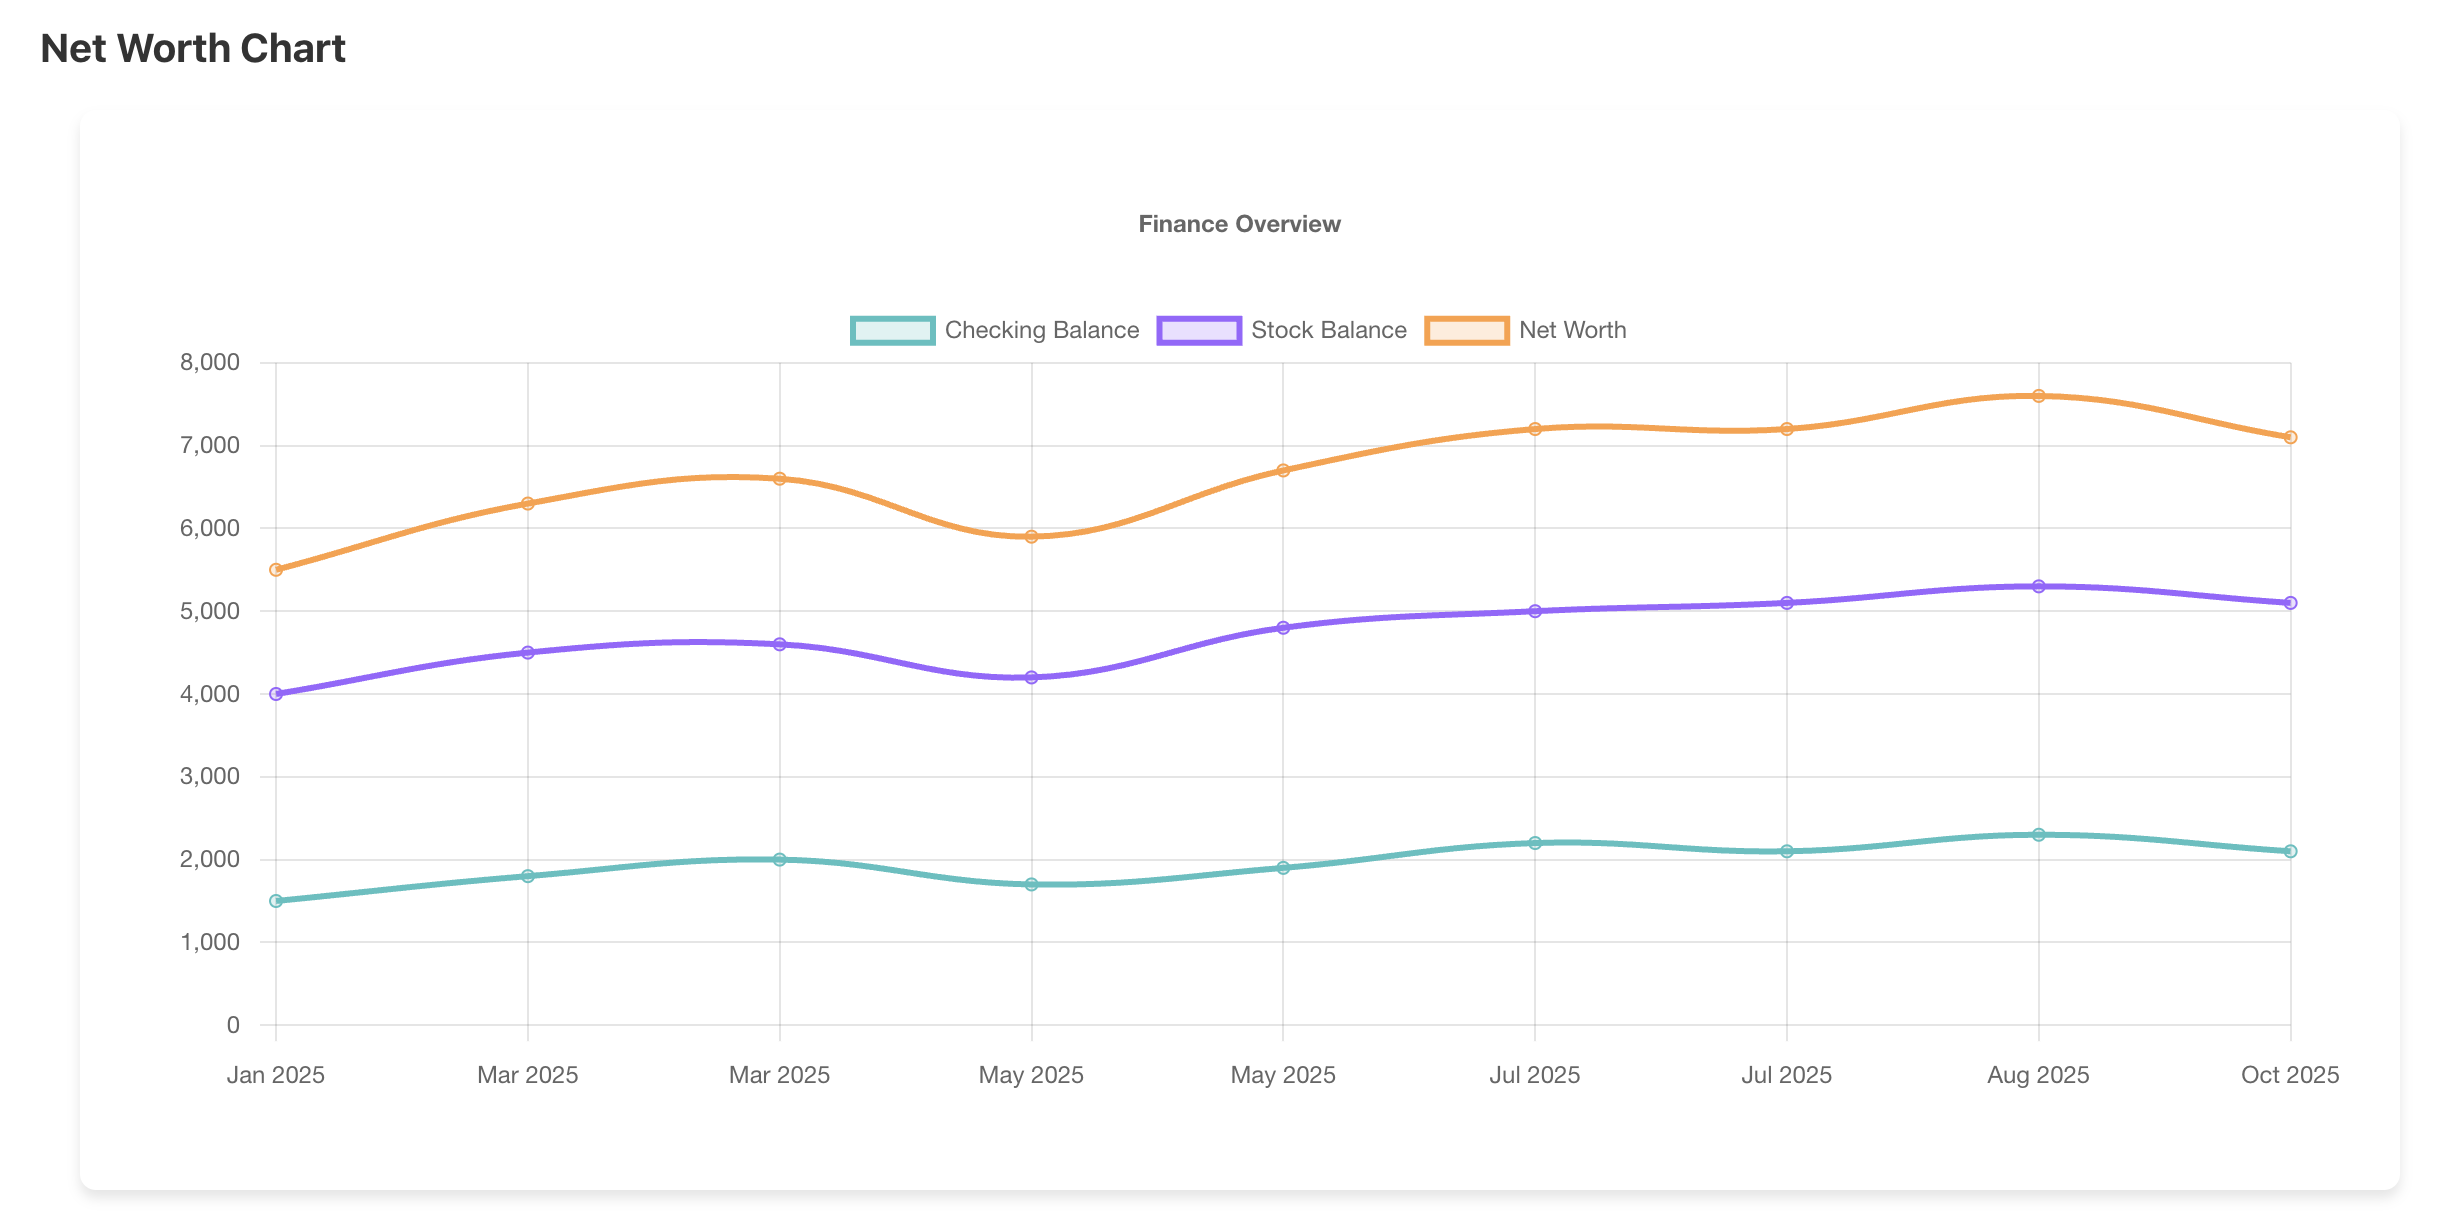 Net Worth Chart
Finance Overview
Checking Balance Stock Balance Net Worth
8,000
7,000
6,000
5,000
4,000
3,000
2,000
1,000
0
Jan 2025 Mar 2025 Mar 2025 May 2025 May 2025 Jul 2025 Jul 2025 Aug 2025 Oct 2025